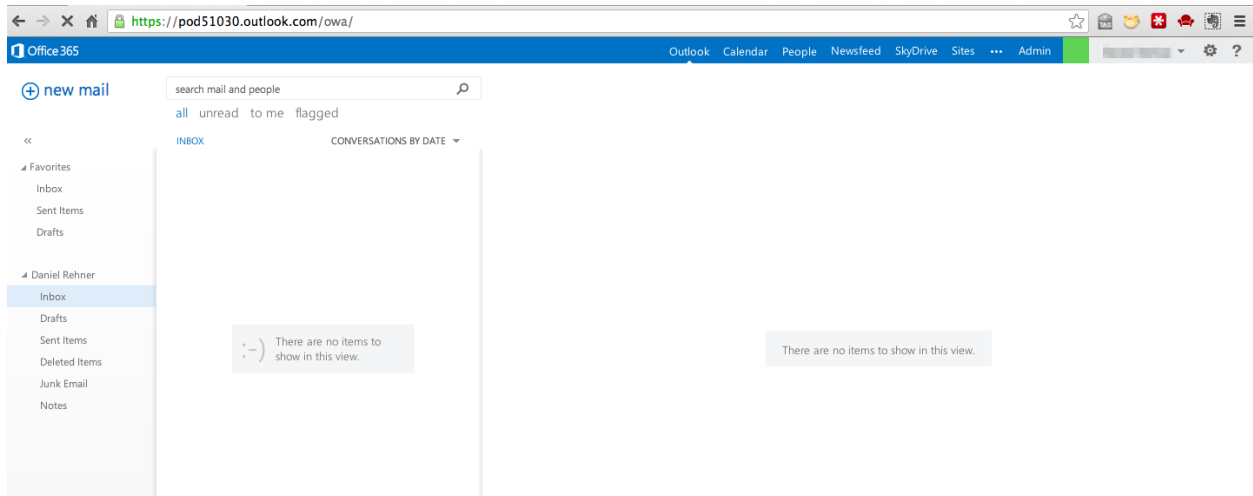 https://pod51030.outlook.com/owa/
TAG
Office 365
Outlook Calendar People Newsfeed SkyDrive Sites ••• Admin ?
new mail
search mail and people
all unread to me flagged
INBOX CONVERSATIONS BY DATE
Favorites
Inbox
Sent Items
Drafts
Daniel Rehner
Inbox
Drafts
Sent Items
Deleted Items
Junk Email
Notes
:-) There are no items to
show in this view.
There are no items to show in this view.